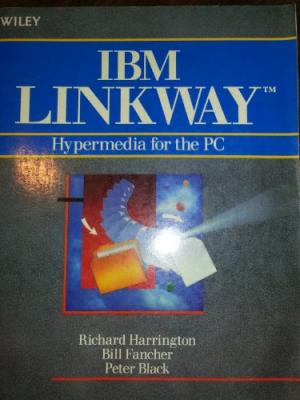 WILEY
IBM
LINKWAY™
Hypermedia for the PC
Richard Harrington
Bill Fancher
Peter Black